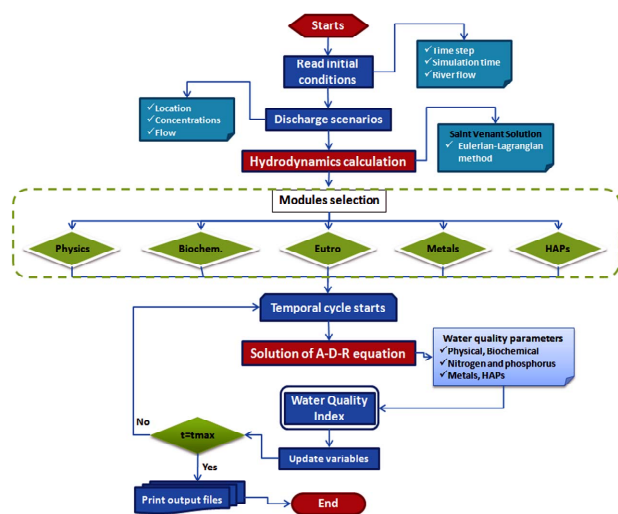 Starts
Read initial
conditions
✓Time step
✓Simulation time
✓River flow
✓Location
✓Concentrations
✓Flow
Discharge scenarios
Saint Venant Solution
✓ Eulerian-Lagrangian
method
Hydrodynamics calculation
Modules selection
Physics
Biochem.
Eutro
Metals
HAPs
Temporal cycle starts
Solution of A-D-R equation
Water quality parameters
✓Physical, Biochemical
✓Nitrogen and phosphorus
✓Metals, HAPs
Water Quality
Index
No
t=tmax
Update variables
Yes
Print output files
End